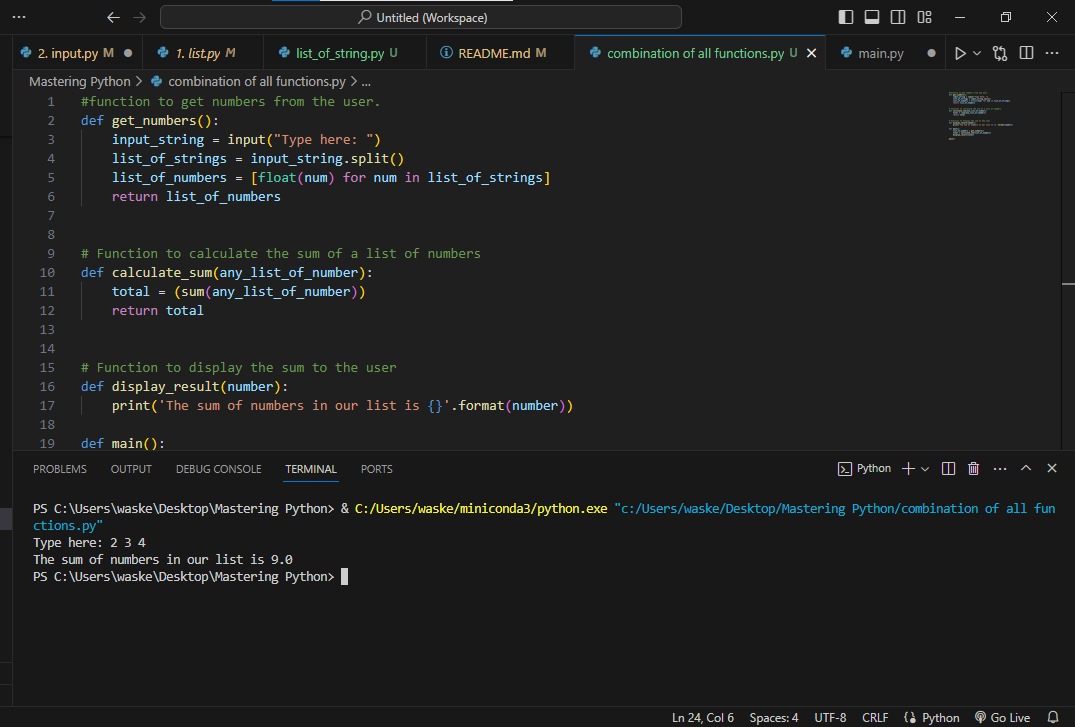 Untitled (Workspace)
2. input.py M
1. list.py M
list_of_string.py U
README.md M
combination of all functions.py U
main.py
Mastering Python > combination of all functions.py > ...
1 #function to get numbers from the user.
2 def get_numbers():
3 input_string = input("Type here: ")
4 list_of_strings = input_string.split()
5 list_of_numbers = [float(num) for num in list_of_strings]
6 return list_of_numbers
7
8
9 # Function to calculate the sum of a list of numbers
10 def calculate_sum(any_list_of_number):
11 total = (sum(any_list_of_number))
12 return total
13
14
15 # Function to display the sum to the user
16 def display_result(number):
17 print('The sum of numbers in our list is {}'.format(number))
18
19 def main():
PROBLEMS OUTPUT DEBUG CONSOLE TERMINAL PORTS
Python
PS C:\Users\waske\Desktop\Mastering Python> & C:/Users/waske/miniconda3/python.exe "c:/Users/waske/Desktop/Mastering Python/combination of all fun
ctions.py"
Type here: 2 3 4
The sum of numbers in our list is 9.0
PS C:\Users\waske\Desktop\Mastering Python>
Ln 24, Col 6 Spaces: 4 UTF-8 CRLF Python Go Live